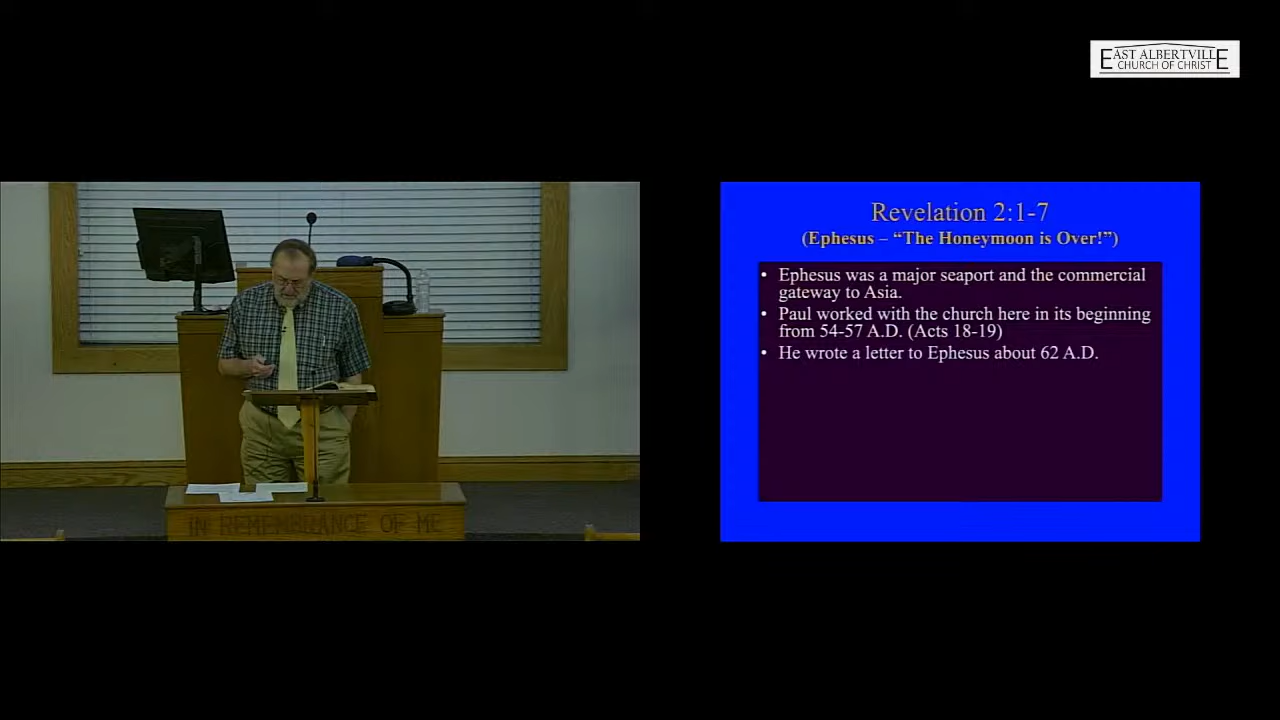 EAST ALBERTVILLE
CHURCH OF CHRIST
Revelation 2:1-7
(Ephesus – “The Honeymoon is Over!”)
• Ephesus was a major seaport and the commercial
gateway to Asia.
• Paul worked with the church here in its beginning
from 54-57 A.D. (Acts 18-19)
• He wrote a letter to Ephesus about 62 A.D.
IN REMEMBRANCE OF ME